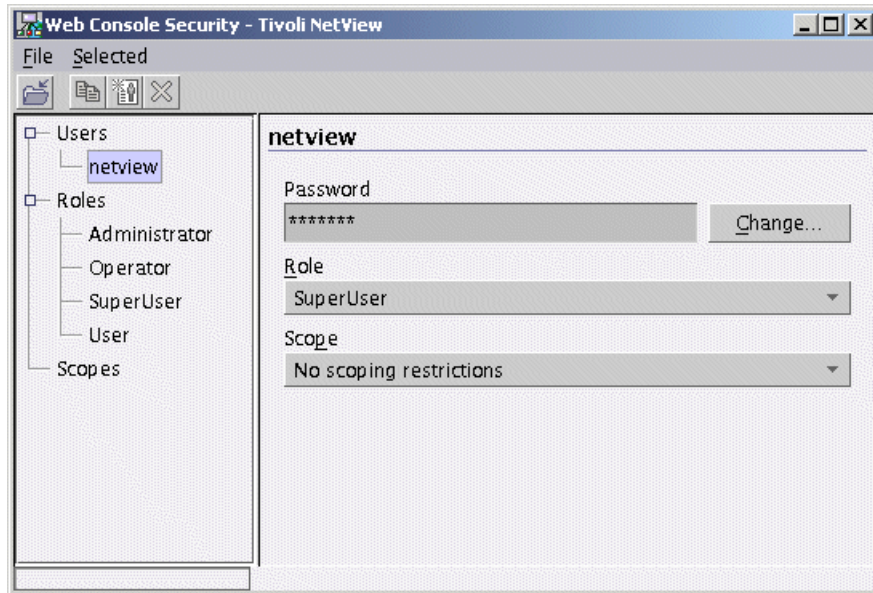 Web Console Security - Tivoli NetView
File Selected
Users
netview
Roles
Administrator
Operator
SuperUser
User
Scopes
netview
Password
*******
Change...
Role
SuperUser
Scope
No scoping restrictions